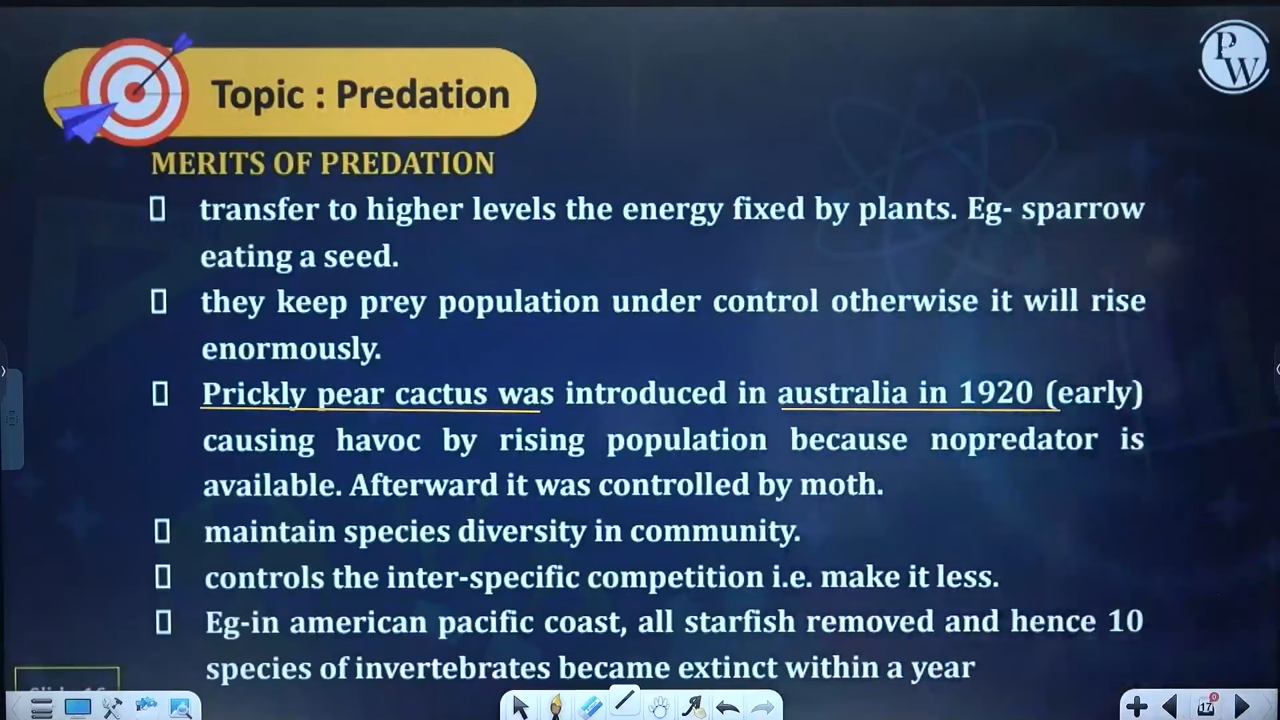 Topic : Predation
PW
MERITS OF PREDATION
transfer to higher levels the energy fixed by plants. Eg- sparrow
eating a seed.
they keep prey population under control otherwise it will rise
enormously.
Prickly pear cactus was introduced in australia in 1920 (early)
causing havoc by rising population because nopredator is
available. Afterward it was controlled by moth.
maintain species diversity in community.
controls the inter-specific competition i.e. make it less.
Eg-in american pacific coast, all starfish removed and hence 10
species of invertebrates became extinct within a year
17
0